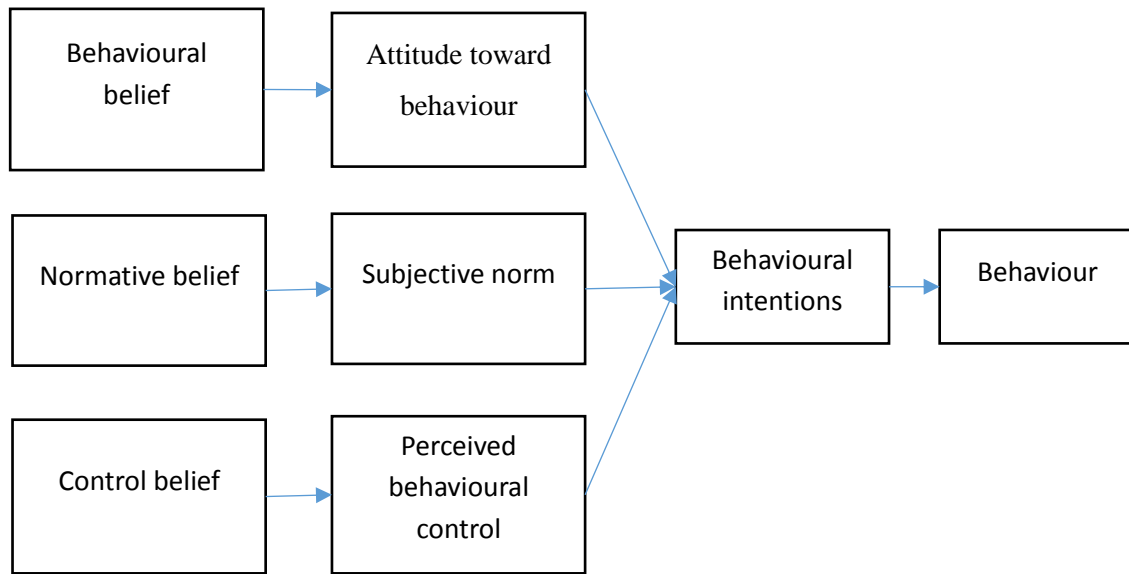 Behavioural
belief
Attitude toward
behaviour
Normative belief
Subjective norm
Behavioural
intentions
Behaviour
Control belief
Perceived
behavioural
control